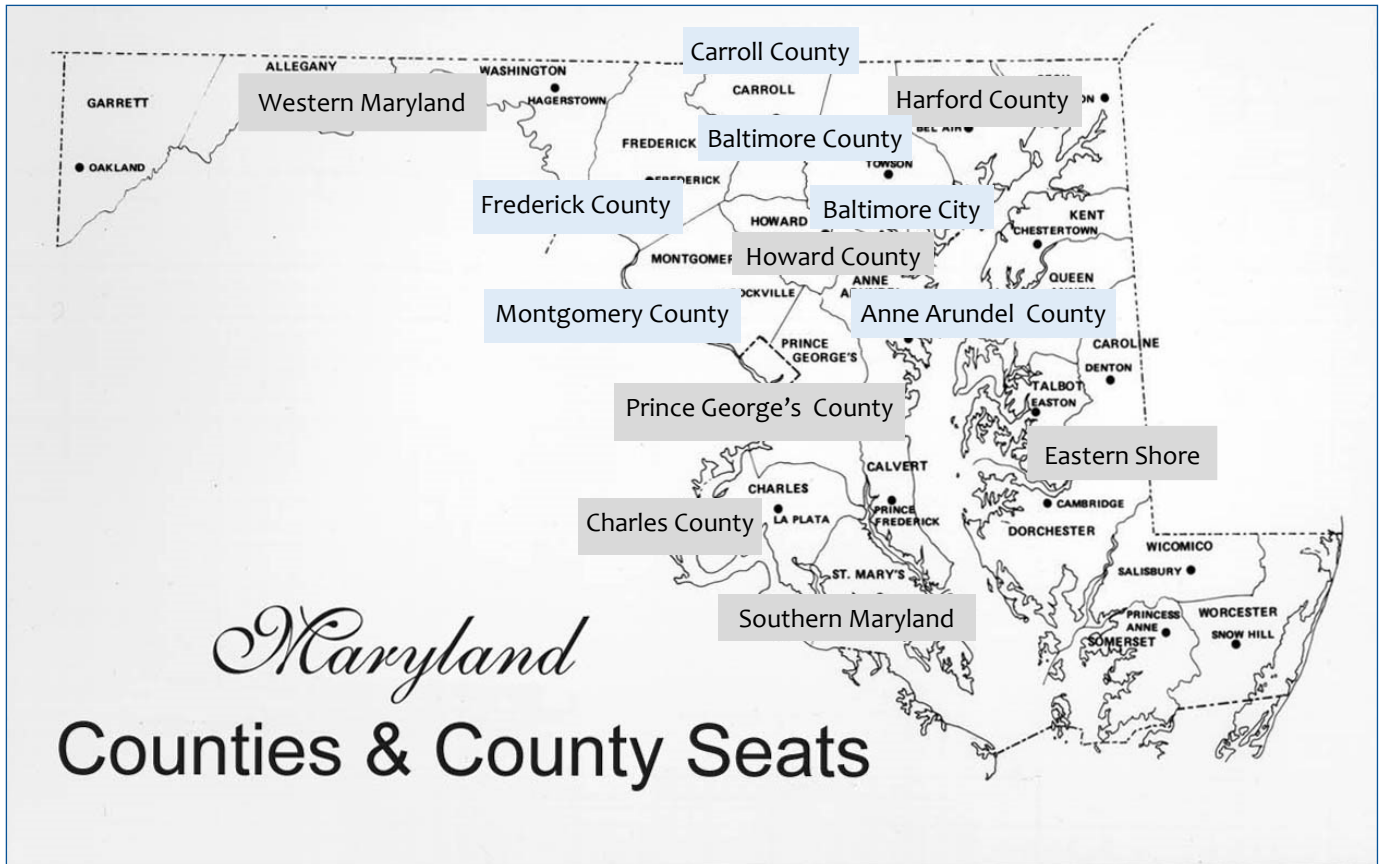 Carroll County
ALLEGANY
WASHINGTON
GARRETT
Western Maryland
HAGERSTOWN
CARROLL
Harford County
ON
BEL AIR
OAKLAND
FREDERICK
Baltimore County
TOWSON
FREDERICK
Frederick County
Baltimore City
HOWARD
KENT
CHESTERTOWN
MONTGOMER
Howard County
ANNE
QUEEN
OCKVILLE
Montgomery County
Anne Arundel County
PRINCE
GEORGE'S
CAROLINE
DENTON
TALBOT
EASTON
Prince George's County
Eastern Shore
CALVERT
CHARLES
LA PLATA
PRINCE
FREDERICK
CAMBRIDGE
DORCHESTER
Charles County
WICOMICO
SALISBURY
ST. MARY'S
Southern Maryland
PRINCESS
ANNE
SOMERSET
WORCESTER
SNOW HILL
Maryland
Counties & County Seats